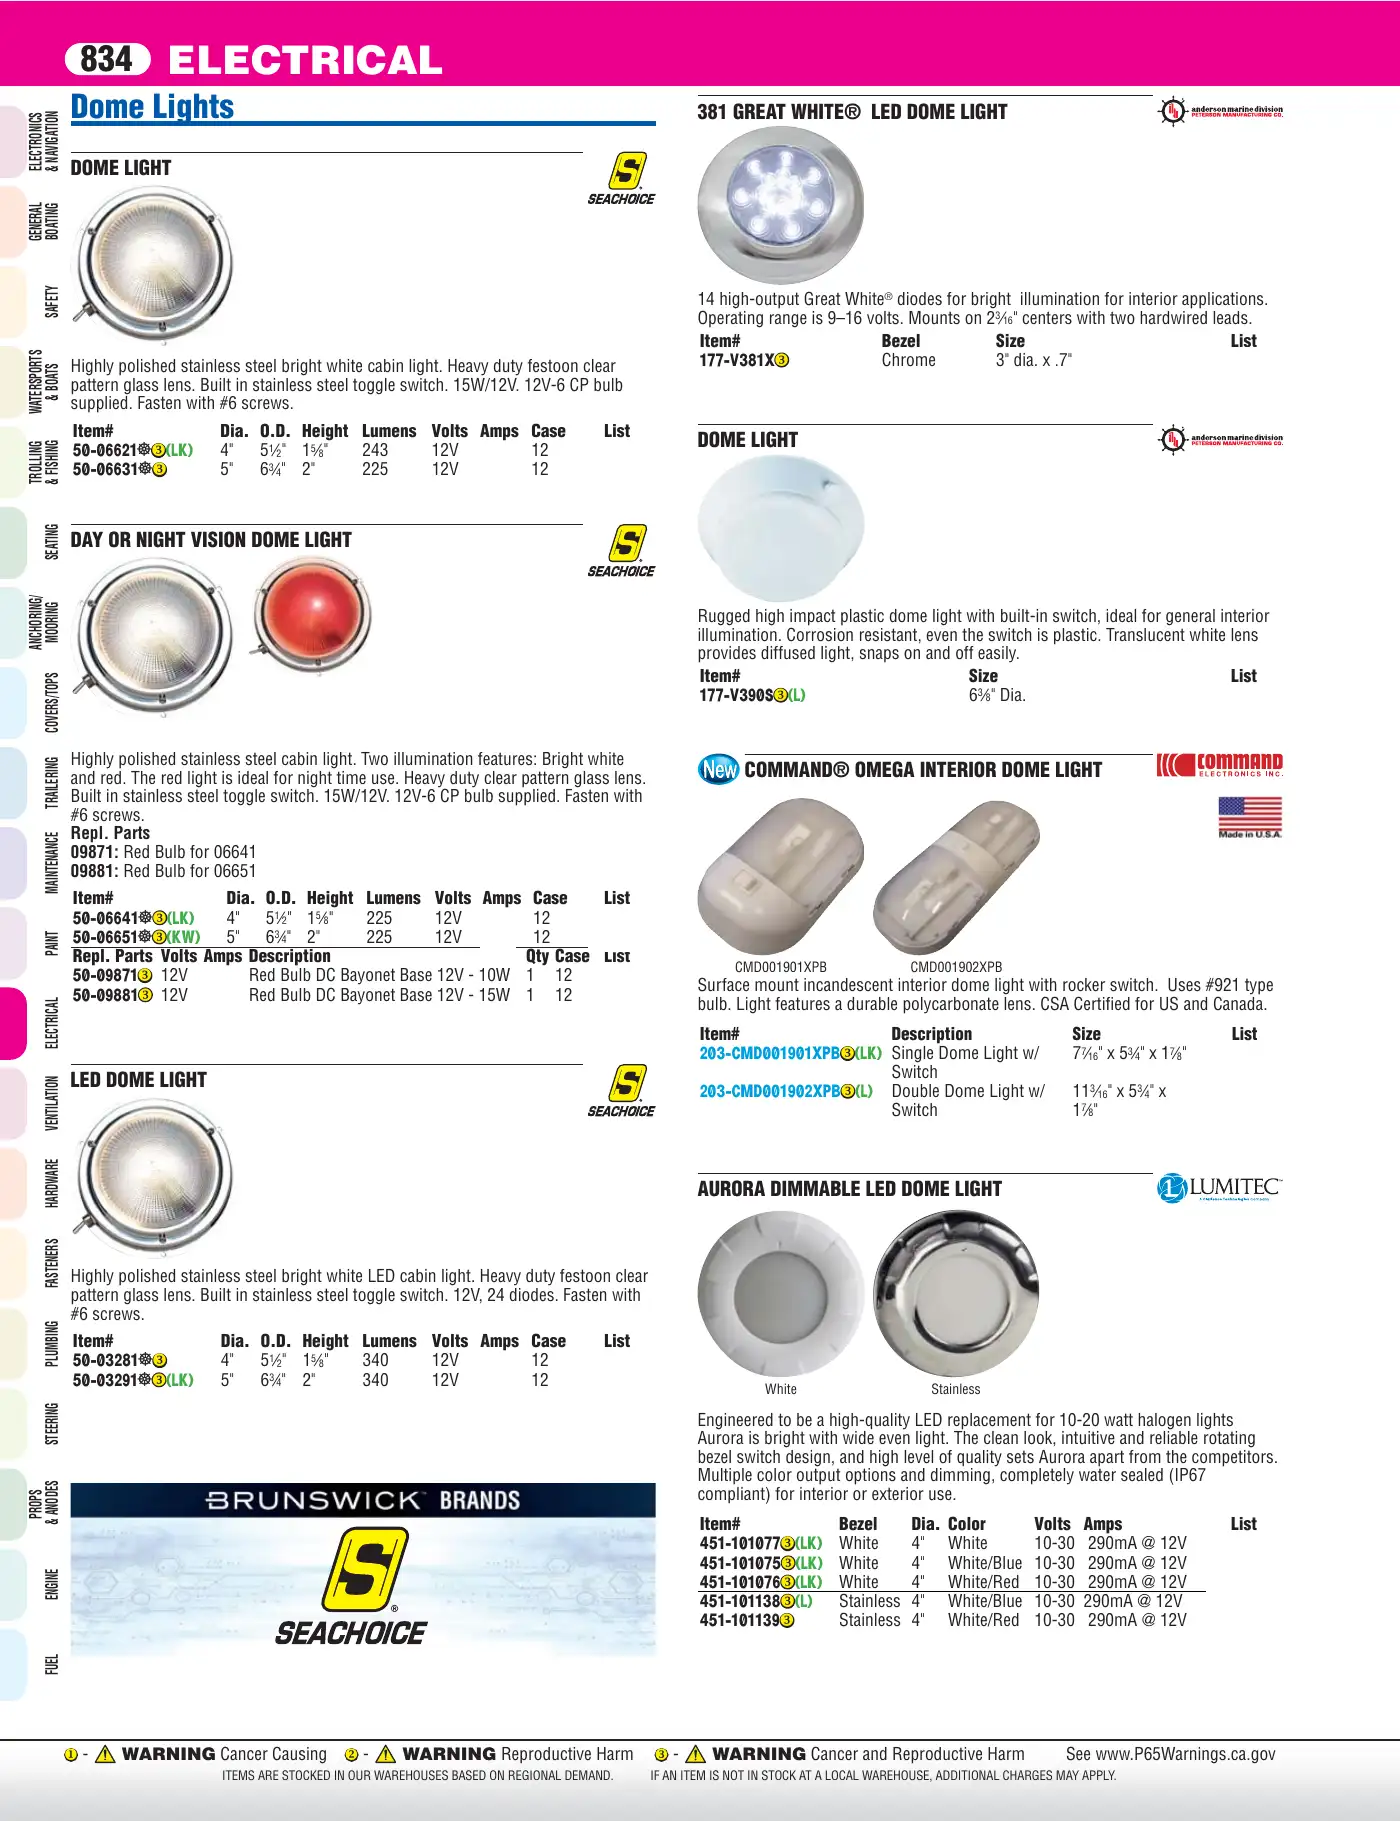 834 ELECTRICAL
ELECTRONICS
& NAVIGATION
GENERAL
BOATING
SAFETY
WATERSPORTS
& BOATS
TROLLING
& FISHING
SEATING
ANCHORING/
MOORING
COVERS/TOPS
TRAILERING
MAINTENANCE
PAINT
ELECTRICAL
VENTILATION
HARDWARE
FASTENERS
PLUMBING
STEERING
PROPS
& ANODES
ENGINE
FUEL
Dome Lights
DOME LIGHT
S
SEACHOICE
Highly polished stainless steel bright white cabin light. Heavy duty festoon clear
pattern glass lens. Built in stainless steel toggle switch. 15W/12V. 12V-6 CP bulb
supplied. Fasten with #6 screws.
Item# Dia. O.D. Height Lumens Volts Amps Case List
50-06621☸③(LK) 4" 5½" 1⅝" 243 12V 12
50-06631☸③ 5" 6¾" 2" 225 12V 12
DAY OR NIGHT VISION DOME LIGHT
S
SEACHOICE
Highly polished stainless steel cabin light. Two illumination features: Bright white
and red. The red light is ideal for night time use. Heavy duty clear pattern glass lens.
Built in stainless steel toggle switch. 15W/12V. 12V-6 CP bulb supplied. Fasten with
#6 screws.
Repl. Parts
09871: Red Bulb for 06641
09881: Red Bulb for 06651
Item# Dia. O.D. Height Lumens Volts Amps Case List
50-06641☸③(LK) 4" 5½" 1⅝" 225 12V 12
50-06651☸③(KW) 5" 6¾" 2" 225 12V 12
Repl. Parts Volts Amps Description Qty Case List
50-09871③ 12V Red Bulb DC Bayonet Base 12V - 10W 1 12
50-09881③ 12V Red Bulb DC Bayonet Base 12V - 15W 1 12
LED DOME LIGHT
S
SEACHOICE
Highly polished stainless steel bright white LED cabin light. Heavy duty festoon clear
pattern glass lens. Built in stainless steel toggle switch. 12V, 24 diodes. Fasten with
#6 screws.
Item# Dia. O.D. Height Lumens Volts Amps Case List
50-03281☸③ 4" 5½" 1⅝" 340 12V 12
50-03291☸③(LK) 5" 6¾" 2" 340 12V 12
BRUNSWICK™ BRANDS
S®
SEACHOICE
381 GREAT WHITE® LED DOME LIGHT
anderson marine division
PETERSON MANUFACTURING CO.
14 high-output Great White® diodes for bright illumination for interior applications.
Operating range is 9–16 volts. Mounts on 2³⁄₁₆" centers with two hardwired leads.
Item# Bezel Size List
177-V381X③ Chrome 3" dia. x .7"
DOME LIGHT
anderson marine division
PETERSON MANUFACTURING CO.
Rugged high impact plastic dome light with built-in switch, ideal for general interior
illumination. Corrosion resistant, even the switch is plastic. Translucent white lens
provides diffused light, snaps on and off easily.
Item# Size List
177-V390S③(L) 6⅜" Dia.
New COMMAND® OMEGA INTERIOR DOME LIGHT
COMMAND
ELECTRONICS INC.
Made in U.S.A.
CMD001901XPB CMD001902XPB
Surface mount incandescent interior dome light with rocker switch. Uses #921 type
bulb. Light features a durable polycarbonate lens. CSA Certified for US and Canada.
Item# Description Size List
203-CMD001901XPB③(LK) Single Dome Light w/ 7⁷⁄₁₆" x 5¾" x 1⅞"
Switch
203-CMD001902XPB③(L) Double Dome Light w/ 11³⁄₁₆" x 5¾" x
Switch 1⅞"
AURORA DIMMABLE LED DOME LIGHT
LUMITEC™
White Stainless
Engineered to be a high-quality LED replacement for 10-20 watt halogen lights
Aurora is bright with wide even light. The clean look, intuitive and reliable rotating
bezel switch design, and high level of quality sets Aurora apart from the competitors.
Multiple color output options and dimming, completely water sealed (IP67
compliant) for interior or exterior use.
Item# Bezel Dia. Color Volts Amps List
451-101077③(LK) White 4" White 10-30 290mA @ 12V
451-101075③(LK) White 4" White/Blue 10-30 290mA @ 12V
451-101076③(LK) White 4" White/Red 10-30 290mA @ 12V
451-101138③(L) Stainless 4" White/Blue 10-30 290mA @ 12V
451-101139③ Stainless 4" White/Red 10-30 290mA @ 12V
① - ⚠ WARNING Cancer Causing ② - ⚠ WARNING Reproductive Harm ③ - ⚠ WARNING Cancer and Reproductive Harm See www.P65Warnings.ca.gov
ITEMS ARE STOCKED IN OUR WAREHOUSES BASED ON REGIONAL DEMAND. IF AN ITEM IS NOT IN STOCK AT A LOCAL WAREHOUSE, ADDITIONAL CHARGES MAY APPLY.